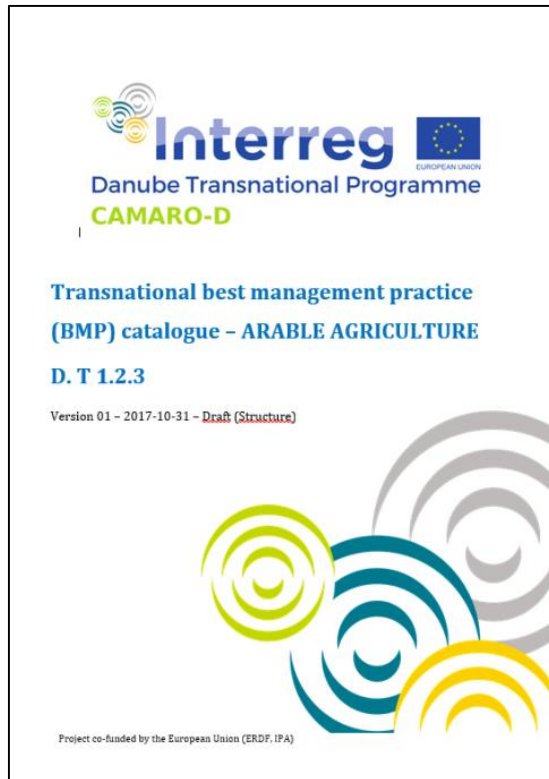 Interreg
EUROPEAN UNION
Danube Transnational Programme
CAMARO-D
Transnational best management practice
(BMP) catalogue – ARABLE AGRICULTURE
D. T 1.2.3
Version 01 – 2017-10-31 – Draft (Structure)
Project co-funded by the European Union (ERDF, IPA)